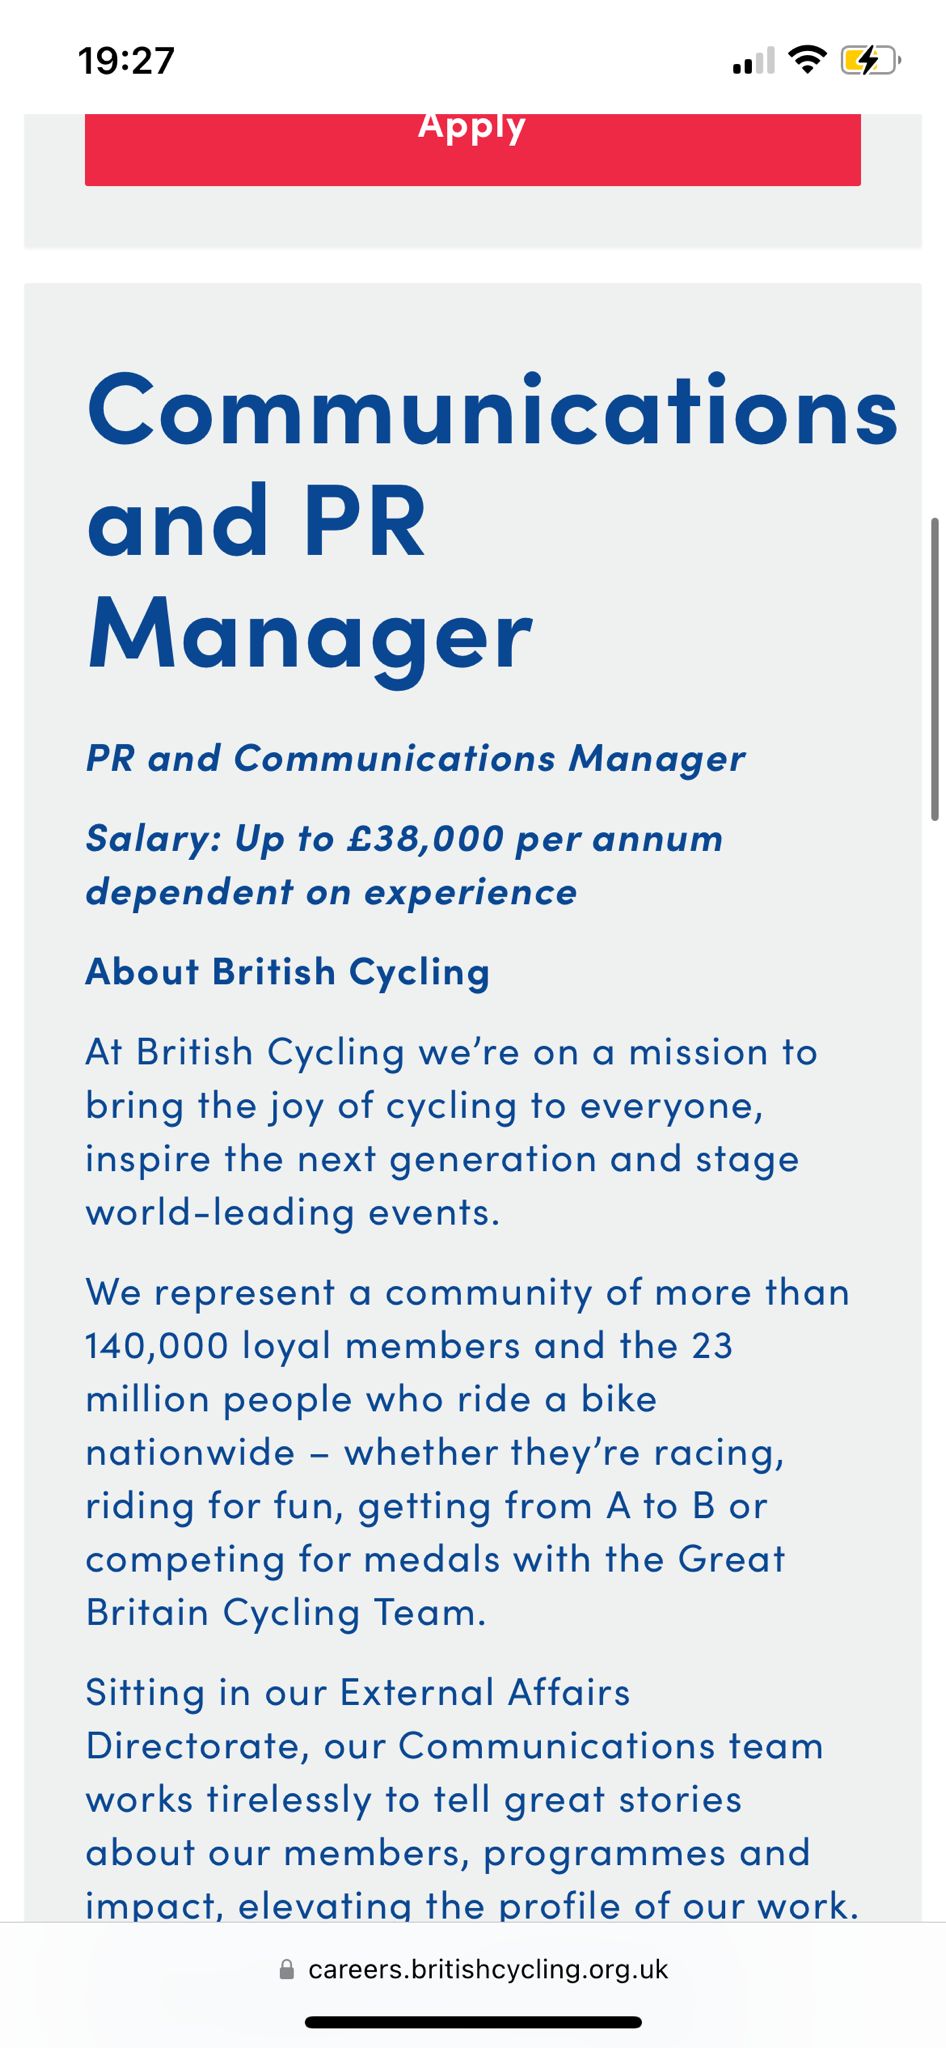 19:27
Apply
Communications
and PR
Manager
PR and Communications Manager
Salary: Up to £38,000 per annum
dependent on experience
About British Cycling
At British Cycling we’re on a mission to
bring the joy of cycling to everyone,
inspire the next generation and stage
world-leading events.
We represent a community of more than
140,000 loyal members and the 23
million people who ride a bike
nationwide – whether they’re racing,
riding for fun, getting from A to B or
competing for medals with the Great
Britain Cycling Team.
Sitting in our External Affairs
Directorate, our Communications team
works tirelessly to tell great stories
about our members, programmes and
impact, elevating the profile of our work.
careers.britishcycling.org.uk